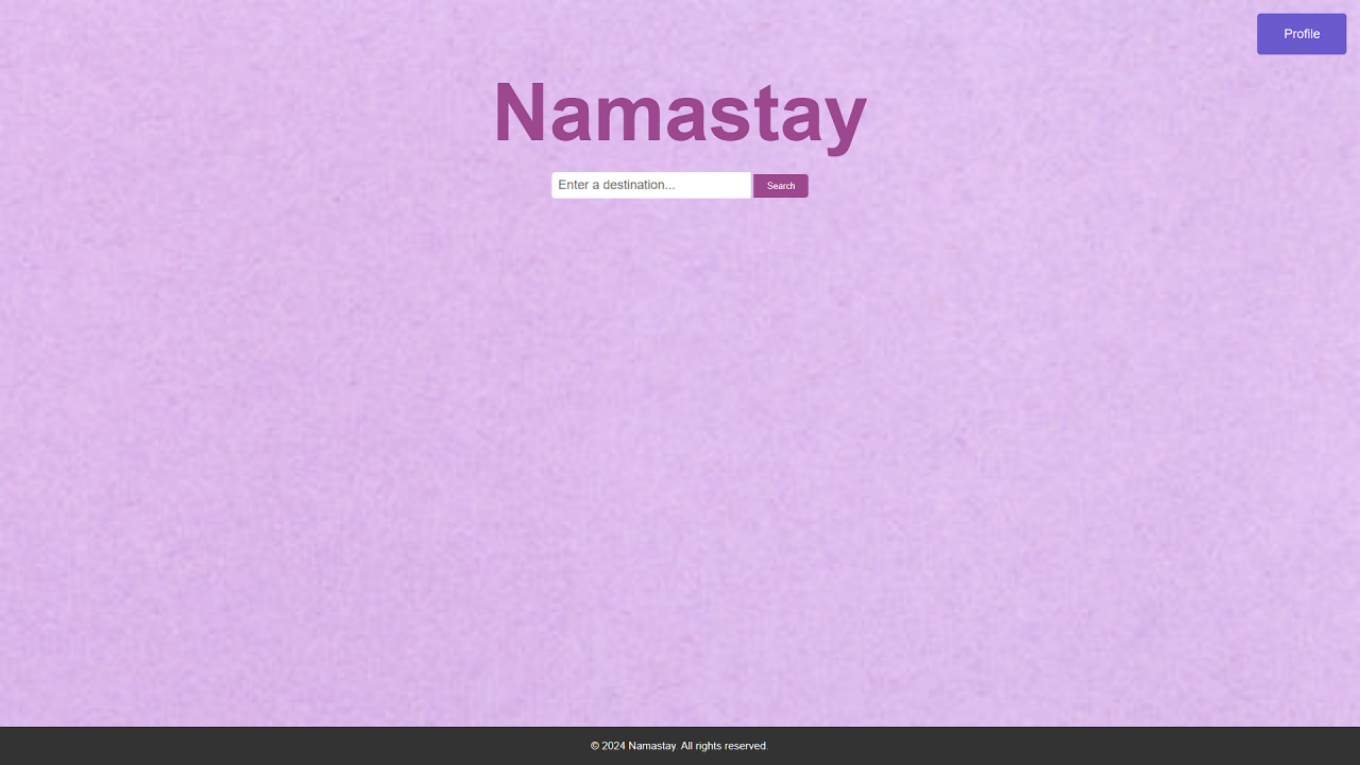 Profile
Namastay
Enter a destination...
Search
© 2024 Namastay. All rights reserved.